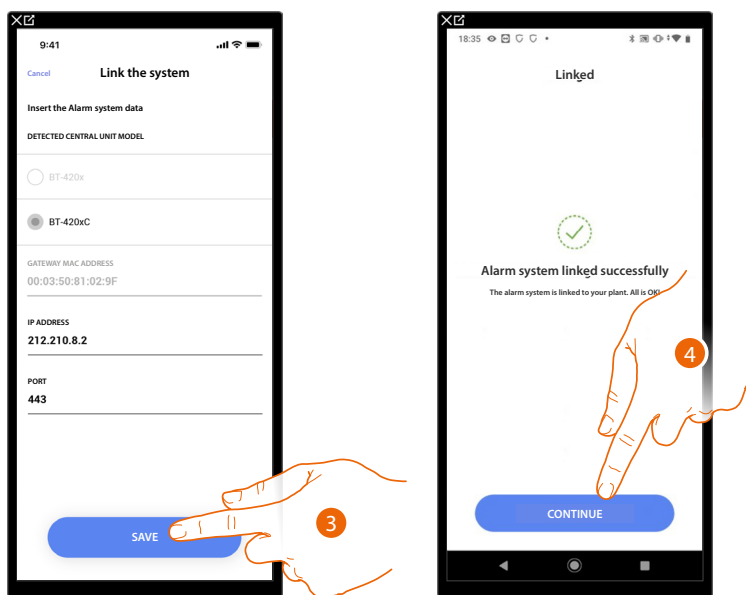 9:41
Cancel
Link the system
Insert the Alarm system data
DETECTED CENTRAL UNIT MODEL
BT-420x
BT-420xC
GATEWAY MAC ADDRESS
00:03:50:81:02:9F
IP ADDRESS
212.210.8.2
PORT
443
SAVE
3
18:35
Linked
Alarm system linked successfully
The alarm system is linked to your plant. All is OK!
4
CONTINUE